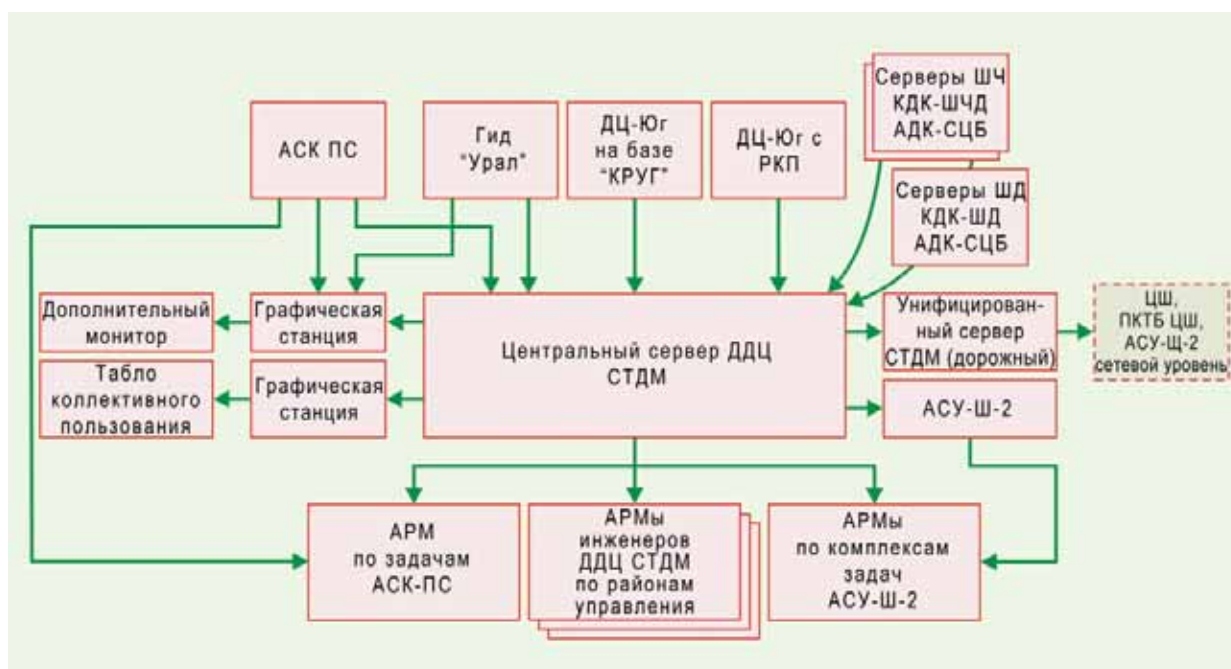 АСК ПС
Гид
"Урал"
ДЦ-Юг
на базе
"КРУГ"
ДЦ-Юг с
РКП
Серверы ШЧ
КДК-ШЧД
АДК-СЦБ
Серверы ШД
КДК-ШД
АДК-СЦБ
Дополнительный
монитор
Графическая
станция
Центральный сервер ДДЦ
СТДМ
Унифицирован-
ный сервер
СТДМ (дорожный)
ЦШ,
ПКТБ ЦШ,
АСУ-Щ-2
сетевой уровень
Табло
коллективного
пользования
Графическая
станция
АСУ-Ш-2
АРМ
по задачам
АСК-ПС
АРМы
инженеров
ДДЦ СТДМ
по районам
управления
АРМы
по комплексам
задач
АСУ-Ш-2